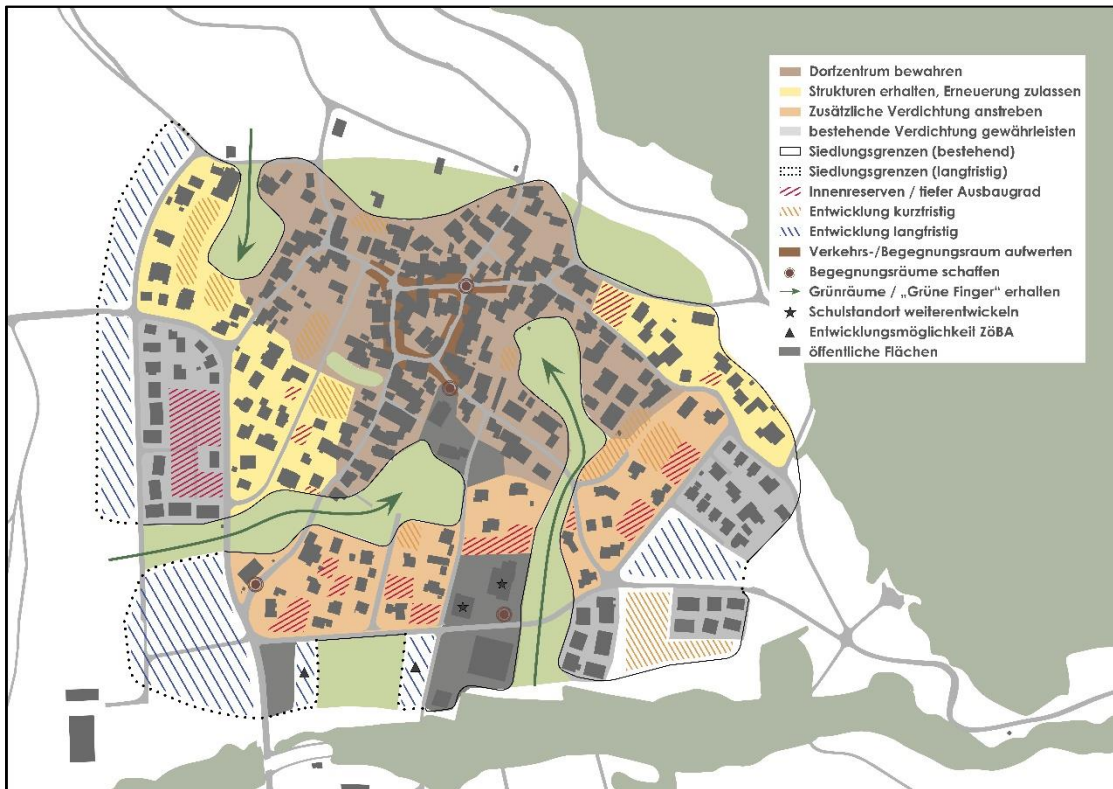 Dorfzentrum bewahren
Strukturen erhalten, Erneuerung zulassen
Zusätzliche Verdichtung anstreben
bestehende Verdichtung gewährleisten
Siedlungsgrenzen (bestehend)
Siedlungsgrenzen (langfristig)
Innenreserven / tiefer Ausbaugrad
Entwicklung kurzfristig
Entwicklung langfristig
Verkehrs-/Begegnungsraum aufwerten
Begegnungsräume schaffen
Grünräume / „Grüne Finger" erhalten
Schulstandort weiterentwickeln
Entwicklungsmöglichkeit ZöBA
öffentliche Flächen